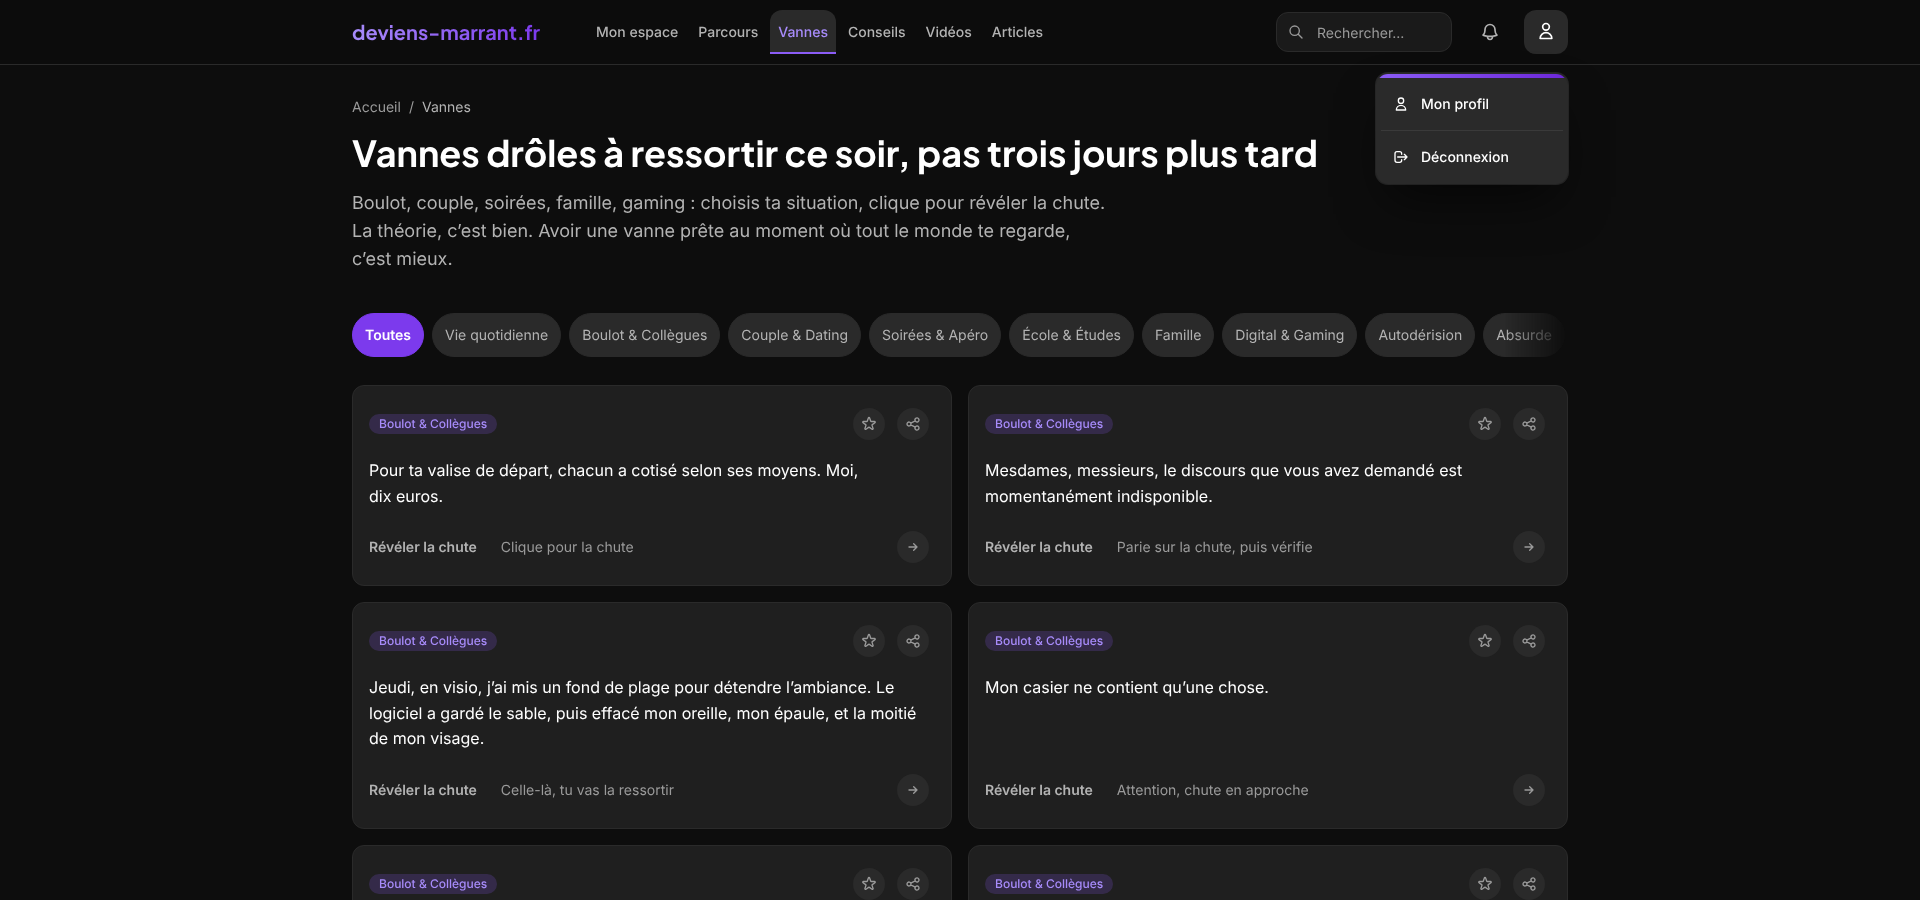 deviens-marrant.fr
Mon espace
Parcours
Vannes
Conseils
Vidéos
Articles
Rechercher...
Mon profil
Déconnexion
Accueil / Vannes
Vannes drôles à ressortir ce soir, pas trois jours plus tard
Boulot, couple, soirées, famille, gaming : choisis ta situation, clique pour révéler la chute.
La théorie, c’est bien. Avoir une vanne prête au moment où tout le monde te regarde,
c’est mieux.
Toutes
Vie quotidienne
Boulot & Collègues
Couple & Dating
Soirées & Apéro
École & Études
Famille
Digital & Gaming
Autodérision
Absurde
Boulot & Collègues
Pour ta valise de départ, chacun a cotisé selon ses moyens. Moi,
dix euros.
Révéler la chute
Clique pour la chute
Boulot & Collègues
Mesdames, messieurs, le discours que vous avez demandé est
momentanément indisponible.
Révéler la chute
Parie sur la chute, puis vérifie
Boulot & Collègues
Jeudi, en visio, j’ai mis un fond de plage pour détendre l’ambiance. Le
logiciel a gardé le sable, puis effacé mon oreille, mon épaule, et la moitié
de mon visage.
Révéler la chute
Celle-là, tu vas la ressortir
Boulot & Collègues
Mon casier ne contient qu’une chose.
Révéler la chute
Attention, chute en approche
Boulot & Collègues
Boulot & Collègues